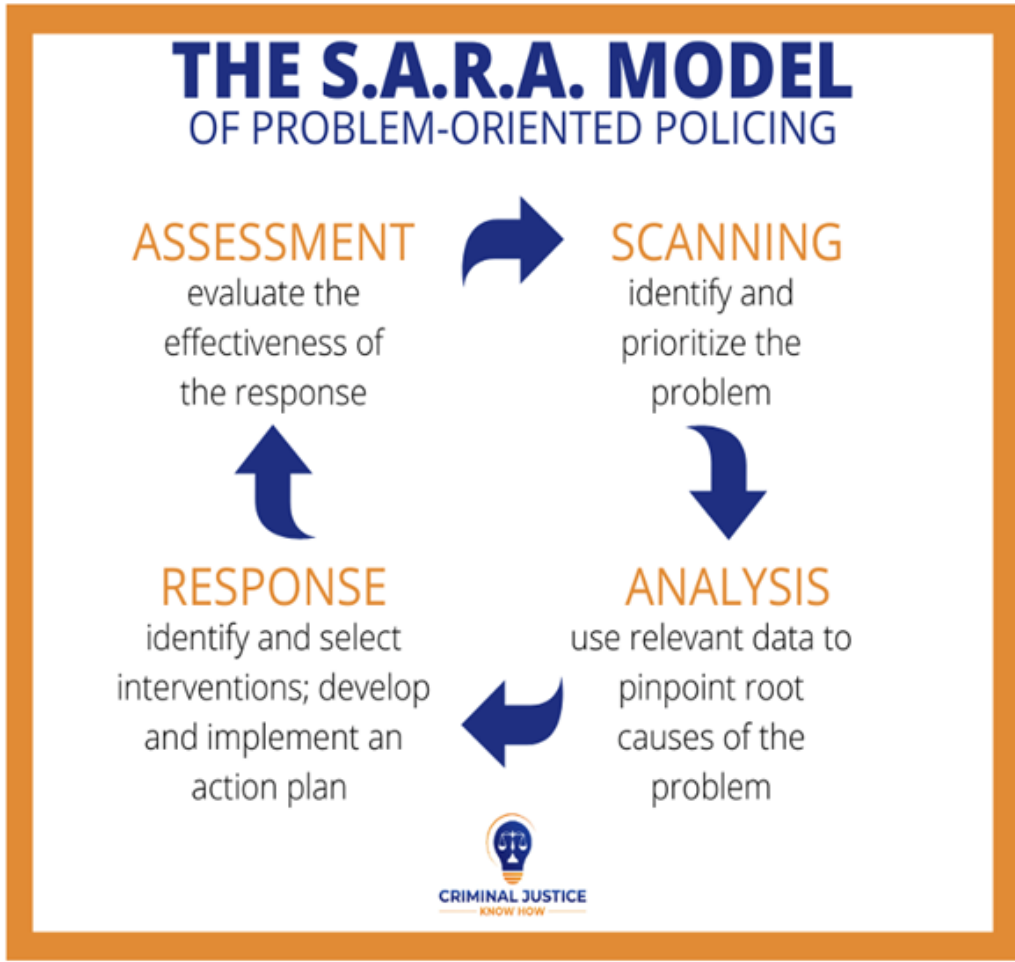 THE S.A.R.A. MODEL
OF PROBLEM-ORIENTED POLICING
ASSESSMENT
evaluate the
effectiveness of
the response
SCANNING
identify and
prioritize the
problem
RESPONSE
identify and select
interventions; develop
and implement an
action plan
ANALYSIS
use relevant data to
pinpoint root
causes of the
problem
CRIMINAL JUSTICE
KNOW HOW